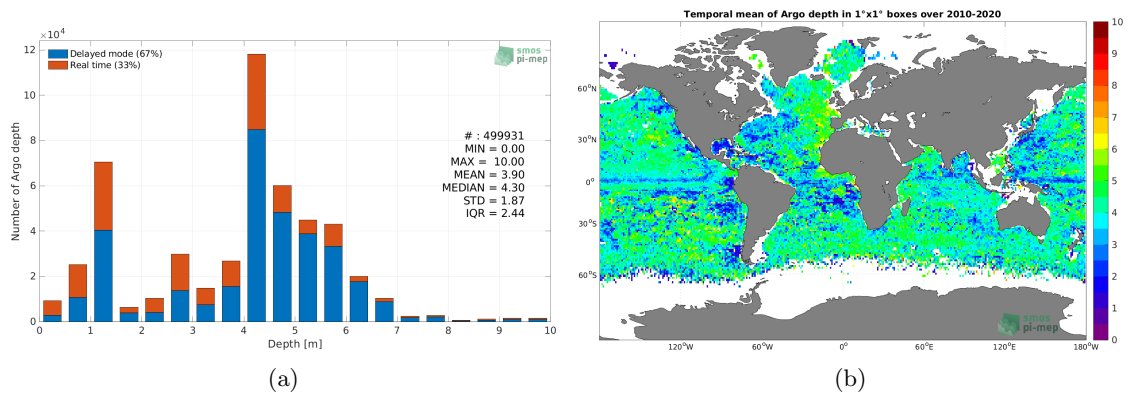 ×10⁴
Delayed mode (67%)
Real time (33%)
smos
pi-mep
12
10
8
6
4
2
0
Number of Argo depth
# : 499931
MIN = 0.00
MAX = 10.00
MEAN = 3.90
MEDIAN = 4.30
STD = 1.87
IQR = 2.44
0 1 2 3 4 5 6 7 8 9 10
Depth [m]
(a)
Temporal mean of Argo depth in 1°x1° boxes over 2010-2020
60°N
30°N
0°
30°S
60°S
120°W 60°W 0° 60°E 120°E 180°W
smos
pi-mep
10
9
8
7
6
5
4
3
2
1
0
(b)